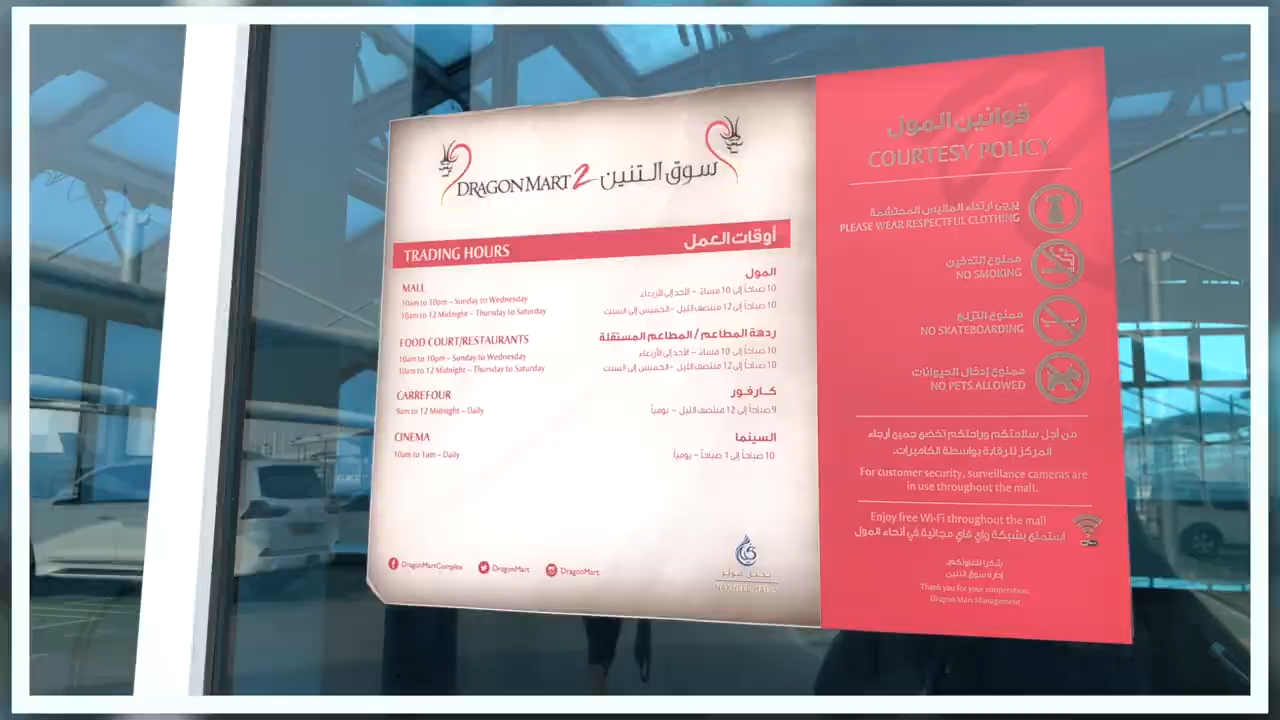 DRAGON MART 2 سوق التنين
TRADING HOURS
أوقات العمل
MALL
10am to 10pm – Sunday to Wednesday
10am to 12 Midnight – Thursday to Saturday
المول
10 صباحاً إلى 10 مساءً – الأحد إلى الأربعاء
10 صباحاً إلى 12 منتصف الليل – الخميس إلى السبت
FOOD COURT/RESTAURANTS
10am to 10pm – Sunday to Wednesday
10am to 12 Midnight – Thursday to Saturday
ردهة المطاعم / المطاعم المستقلة
10 صباحاً إلى 10 مساءً – الأحد إلى الأربعاء
10 صباحاً إلى 12 منتصف الليل – الخميس إلى السبت
CARREFOUR
9am to 12 Midnight – Daily
كارفور
9 صباحاً إلى 12 منتصف الليل – يومياً
CINEMA
10am to 1am – Daily
السينما
10 صباحاً إلى 1 صباحاً – يومياً
DragonMartComplex
DragonMart
DragonMart
نخيل مولز
NAKHEEL MALLS
قوانين المول
COURTESY POLICY
يرجى ارتداء الملابس المحتشمة
PLEASE WEAR RESPECTFUL CLOTHING
ممنوع التدخين
NO SMOKING
ممنوع التزلج
NO SKATEBOARDING
ممنوع إدخال الحيوانات
NO PETS ALLOWED
من أجل سلامتكم وراحتكم تخضع جميع أرجاء
المركز للرقابة بواسطة الكاميرات.
For customer security, surveillance cameras are
in use throughout the mall.
Enjoy free Wi-Fi throughout the mall
استمتع بشبكة واي فاي مجانية في أنحاء المول
شكراً لتعاونكم.
إدارة سوق التنين
Thank you for your cooperation.
Dragon Mart Management